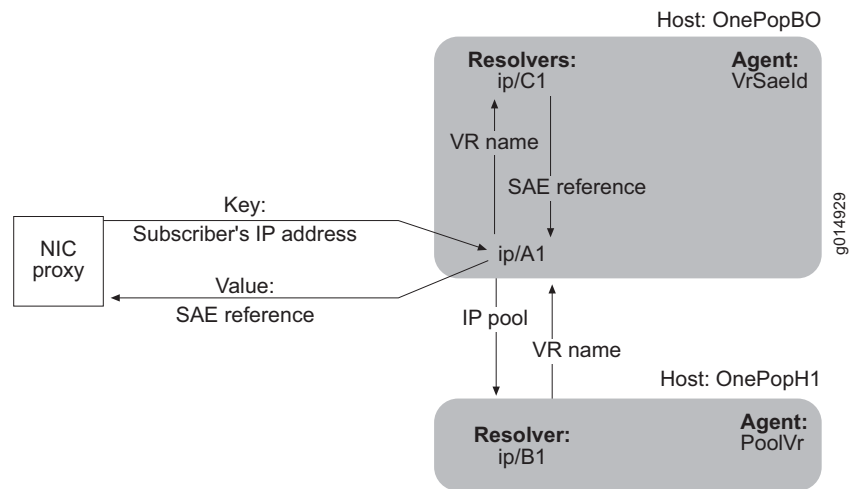 Host: OnePopBO
Resolvers:
ip/C1
Agent:
VrSaeId
VR name
SAE reference
Key:
Subscriber's IP address
NIC
proxy
ip/A1
Value:
SAE reference
IP pool
VR name
Host: OnePopH1
Resolver:
ip/B1
Agent:
PoolVr
g014929